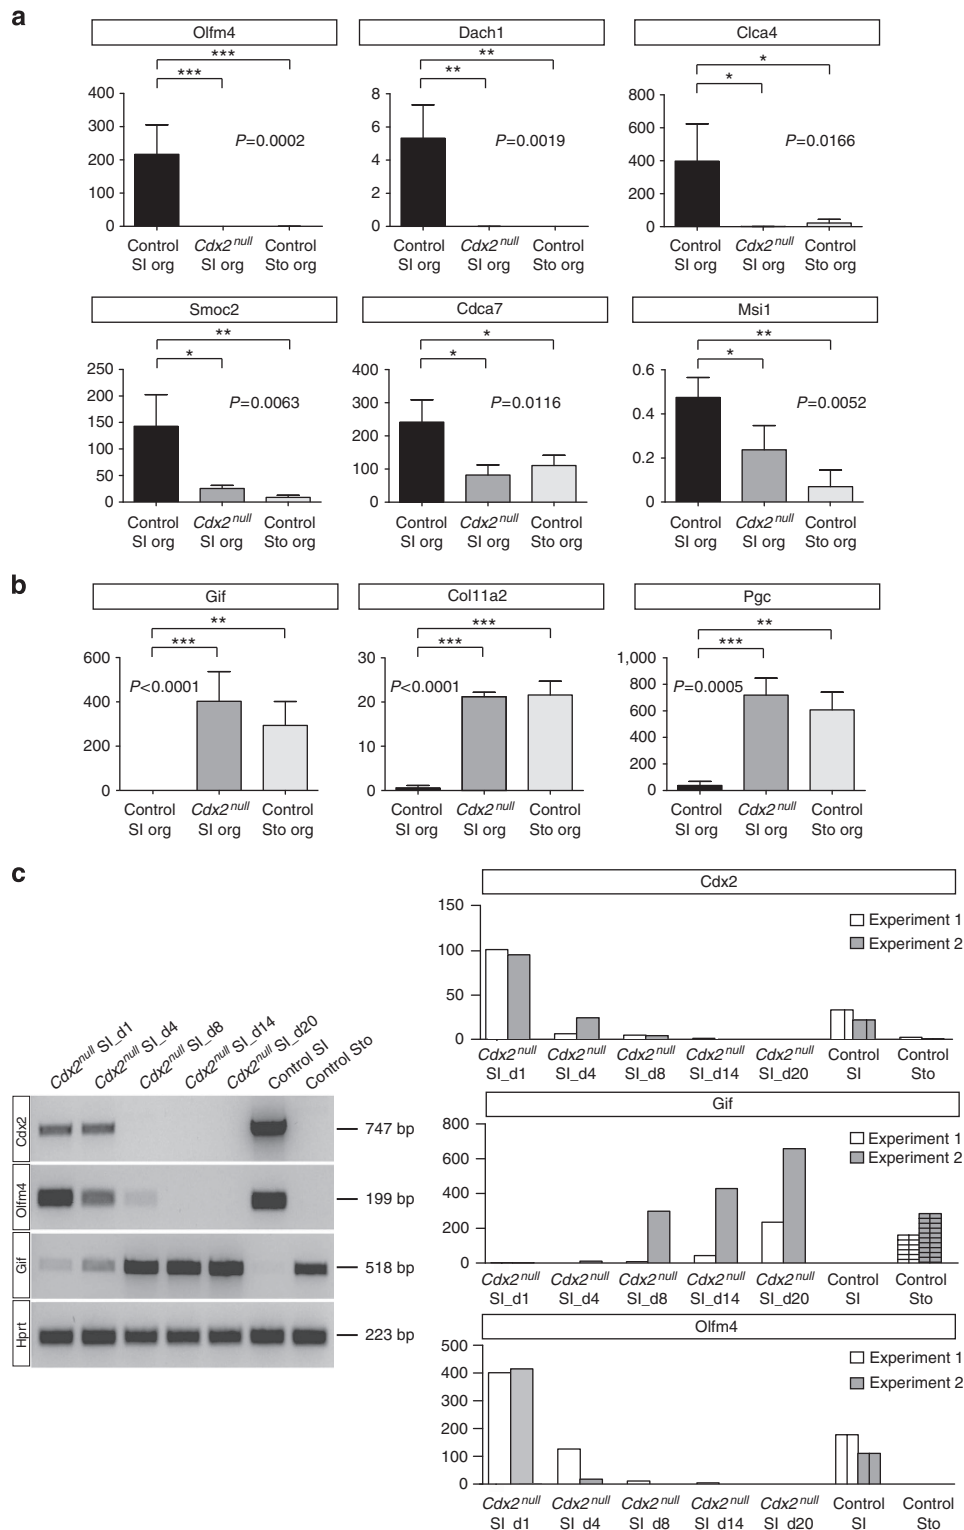 a
Olfm4
***
***
400
300
200
100
0
P=0.0002
Control SI org
Cdx2null SI org
Control Sto org
Dach1
**
**
8
6
4
2
0
P=0.0019
Control SI org
Cdx2null SI org
Control Sto org
Clca4
*
*
800
600
400
200
0
P=0.0166
Control SI org
Cdx2null SI org
Control Sto org
Smoc2
**
*
250
200
150
100
50
0
P=0.0063
Control SI org
Cdx2null SI org
Control Sto org
Cdca7
*
*
400
300
200
100
0
P=0.0116
Control SI org
Cdx2null SI org
Control Sto org
Msi1
**
*
0.6
0.4
0.2
0
P=0.0052
Control SI org
Cdx2null SI org
Control Sto org
b
Gif
**
***
600
400
200
0
P<0.0001
Control SI org
Cdx2null SI org
Control Sto org
Col11a2
***
***
30
20
10
0
P<0.0001
Control SI org
Cdx2null SI org
Control Sto org
Pgc
**
***
1,000
800
600
400
200
0
P=0.0005
Control SI org
Cdx2null SI org
Control Sto org
c
Cdx2null SI_d1
Cdx2null SI_d4
Cdx2null SI_d8
Cdx2null SI_d14
Cdx2null SI_d20
Control SI
Control Sto
Cdx2
747 bp
Olfm4
199 bp
Gif
518 bp
Hprt
223 bp
Cdx2
150
100
50
0
Experiment 1
Experiment 2
Cdx2null SI_d1
Cdx2null SI_d4
Cdx2null SI_d8
Cdx2null SI_d14
Cdx2null SI_d20
Control SI
Control Sto
Gif
800
600
400
200
0
Experiment 1
Experiment 2
Cdx2null SI_d1
Cdx2null SI_d4
Cdx2null SI_d8
Cdx2null SI_d14
Cdx2null SI_d20
Control SI
Control Sto
Olfm4
500
400
300
200
100
0
Experiment 1
Experiment 2
Cdx2null SI_d1
Cdx2null SI_d4
Cdx2null SI_d8
Cdx2null SI_d14
Cdx2null SI_d20
Control SI
Control Sto